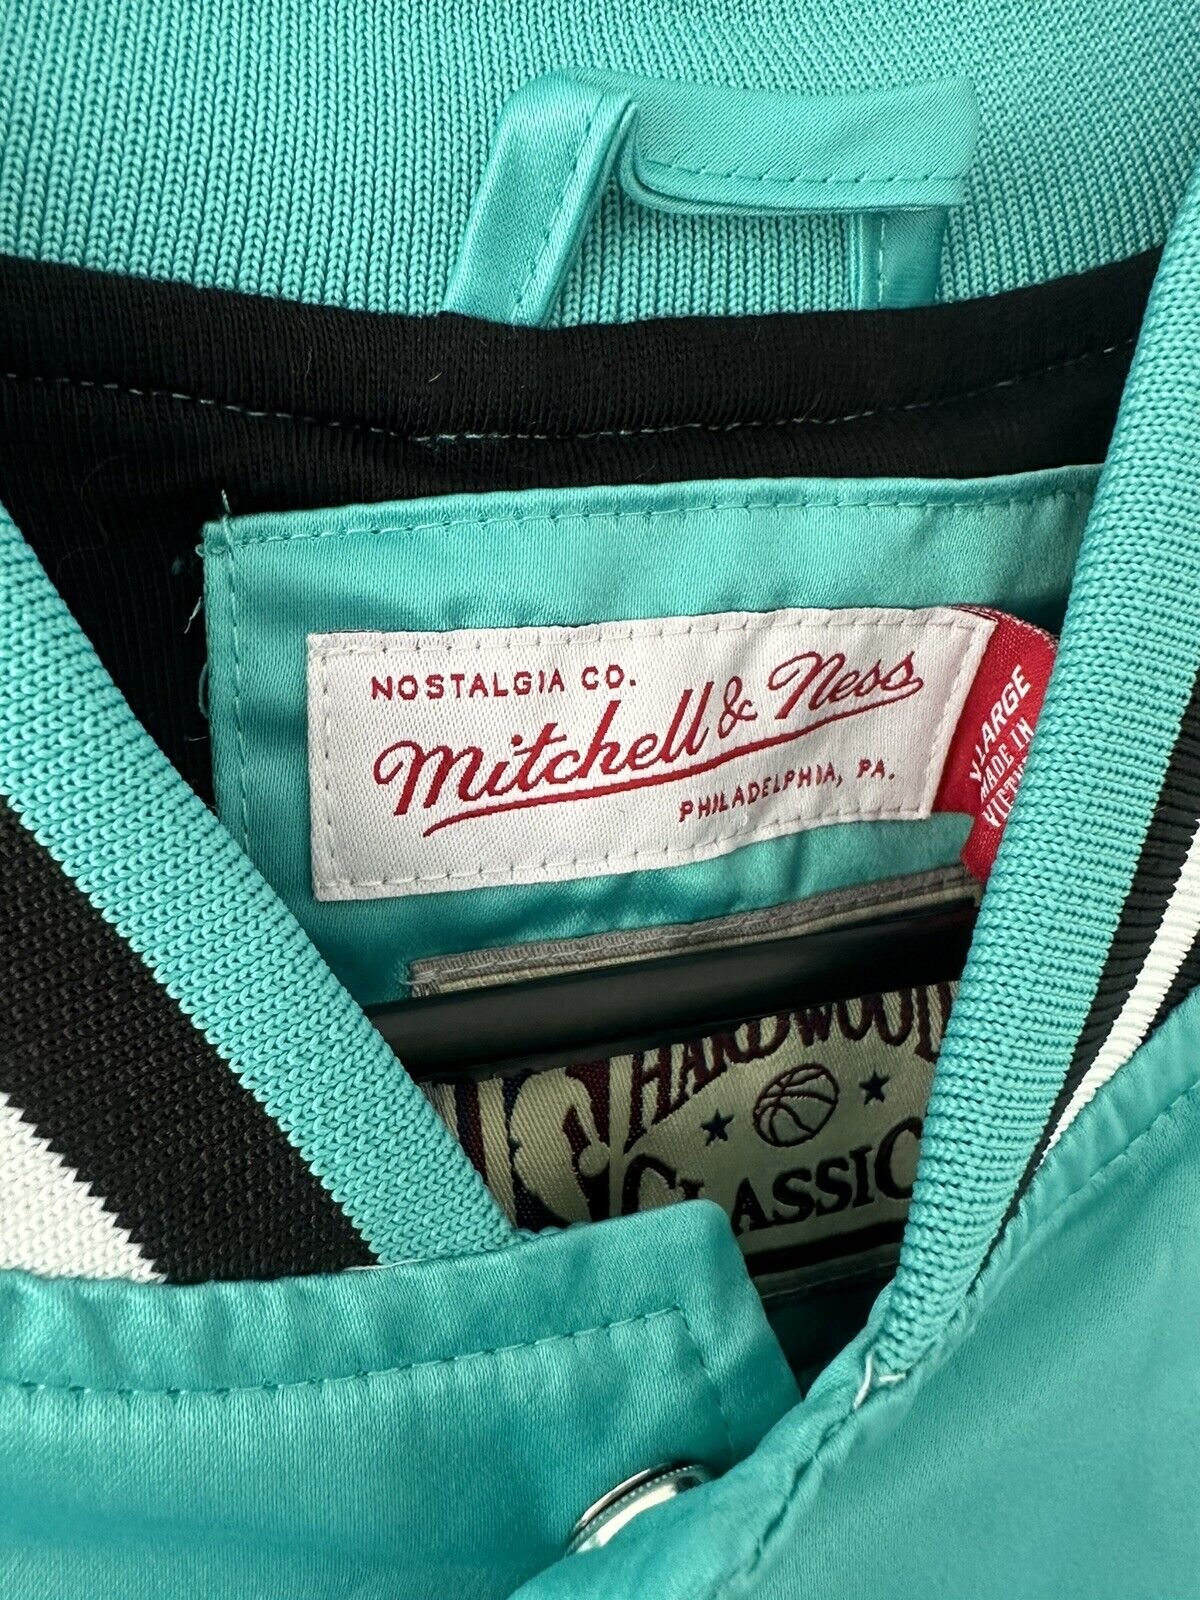 NOSTALGIA CO.
Mitchell & Ness
PHILADELPHIA, PA.
X-LARGE
MADE IN
HARDWOOD
CLASSIC